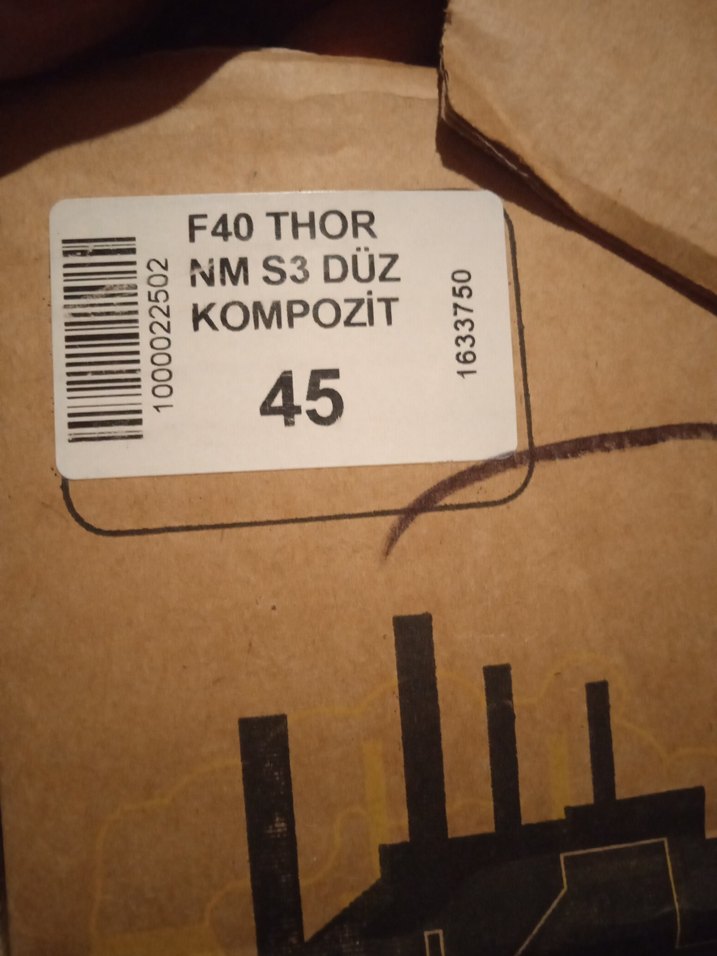 F40 THOR
NM S3 DÜZ
KOMPOZİT
45
1000022502
1633750